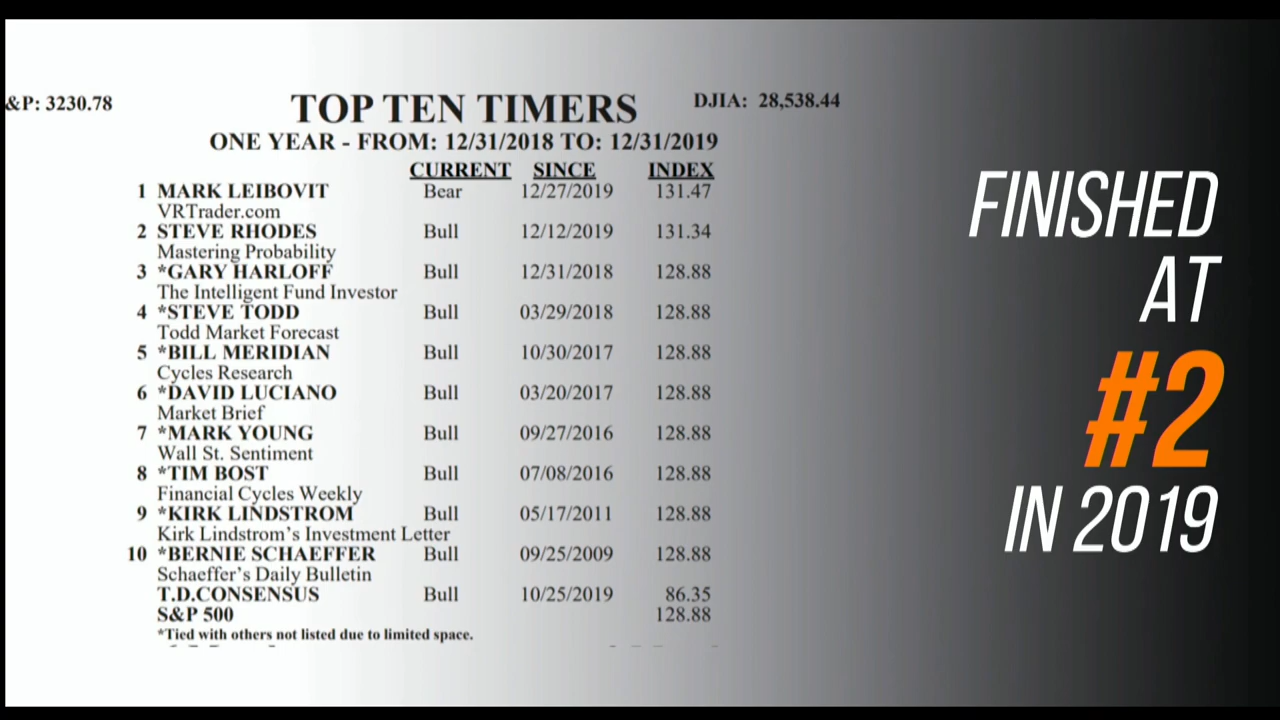 &P: 3230.78
TOP TEN TIMERS
DJIA: 28,538.44
ONE YEAR - FROM: 12/31/2018 TO: 12/31/2019
CURRENT SINCE INDEX
1 MARK LEIBOVIT Bear 12/27/2019 131.47
VRTrader.com
2 STEVE RHODES Bull 12/12/2019 131.34
Mastering Probability
3 *GARY HARLOFF Bull 12/31/2018 128.88
The Intelligent Fund Investor
4 *STEVE TODD Bull 03/29/2018 128.88
Todd Market Forecast
5 *BILL MERIDIAN Bull 10/30/2017 128.88
Cycles Research
6 *DAVID LUCIANO Bull 03/20/2017 128.88
Market Brief
7 *MARK YOUNG Bull 09/27/2016 128.88
Wall St. Sentiment
8 *TIM BOST Bull 07/08/2016 128.88
Financial Cycles Weekly
9 *KIRK LINDSTROM Bull 05/17/2011 128.88
Kirk Lindstrom's Investment Letter
10 *BERNIE SCHAEFFER Bull 09/25/2009 128.88
Schaeffer's Daily Bulletin
T.D.CONSENSUS Bull 10/25/2019 86.35
S&P 500 128.88
*Tied with others not listed due to limited space.
FINISHED
AT
#2
IN 2019